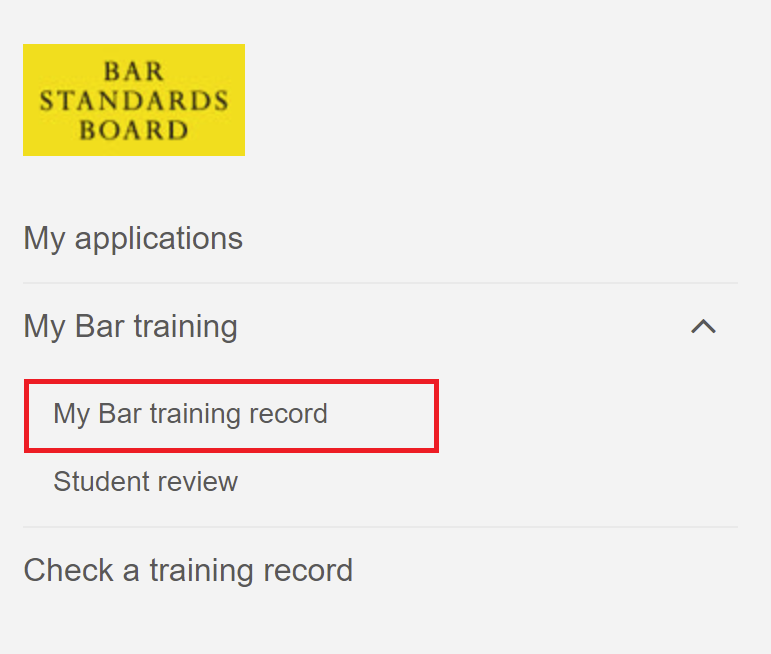 BAR
STANDARDS
BOARD
My applications
My Bar training
My Bar training record
Student review
Check a training record